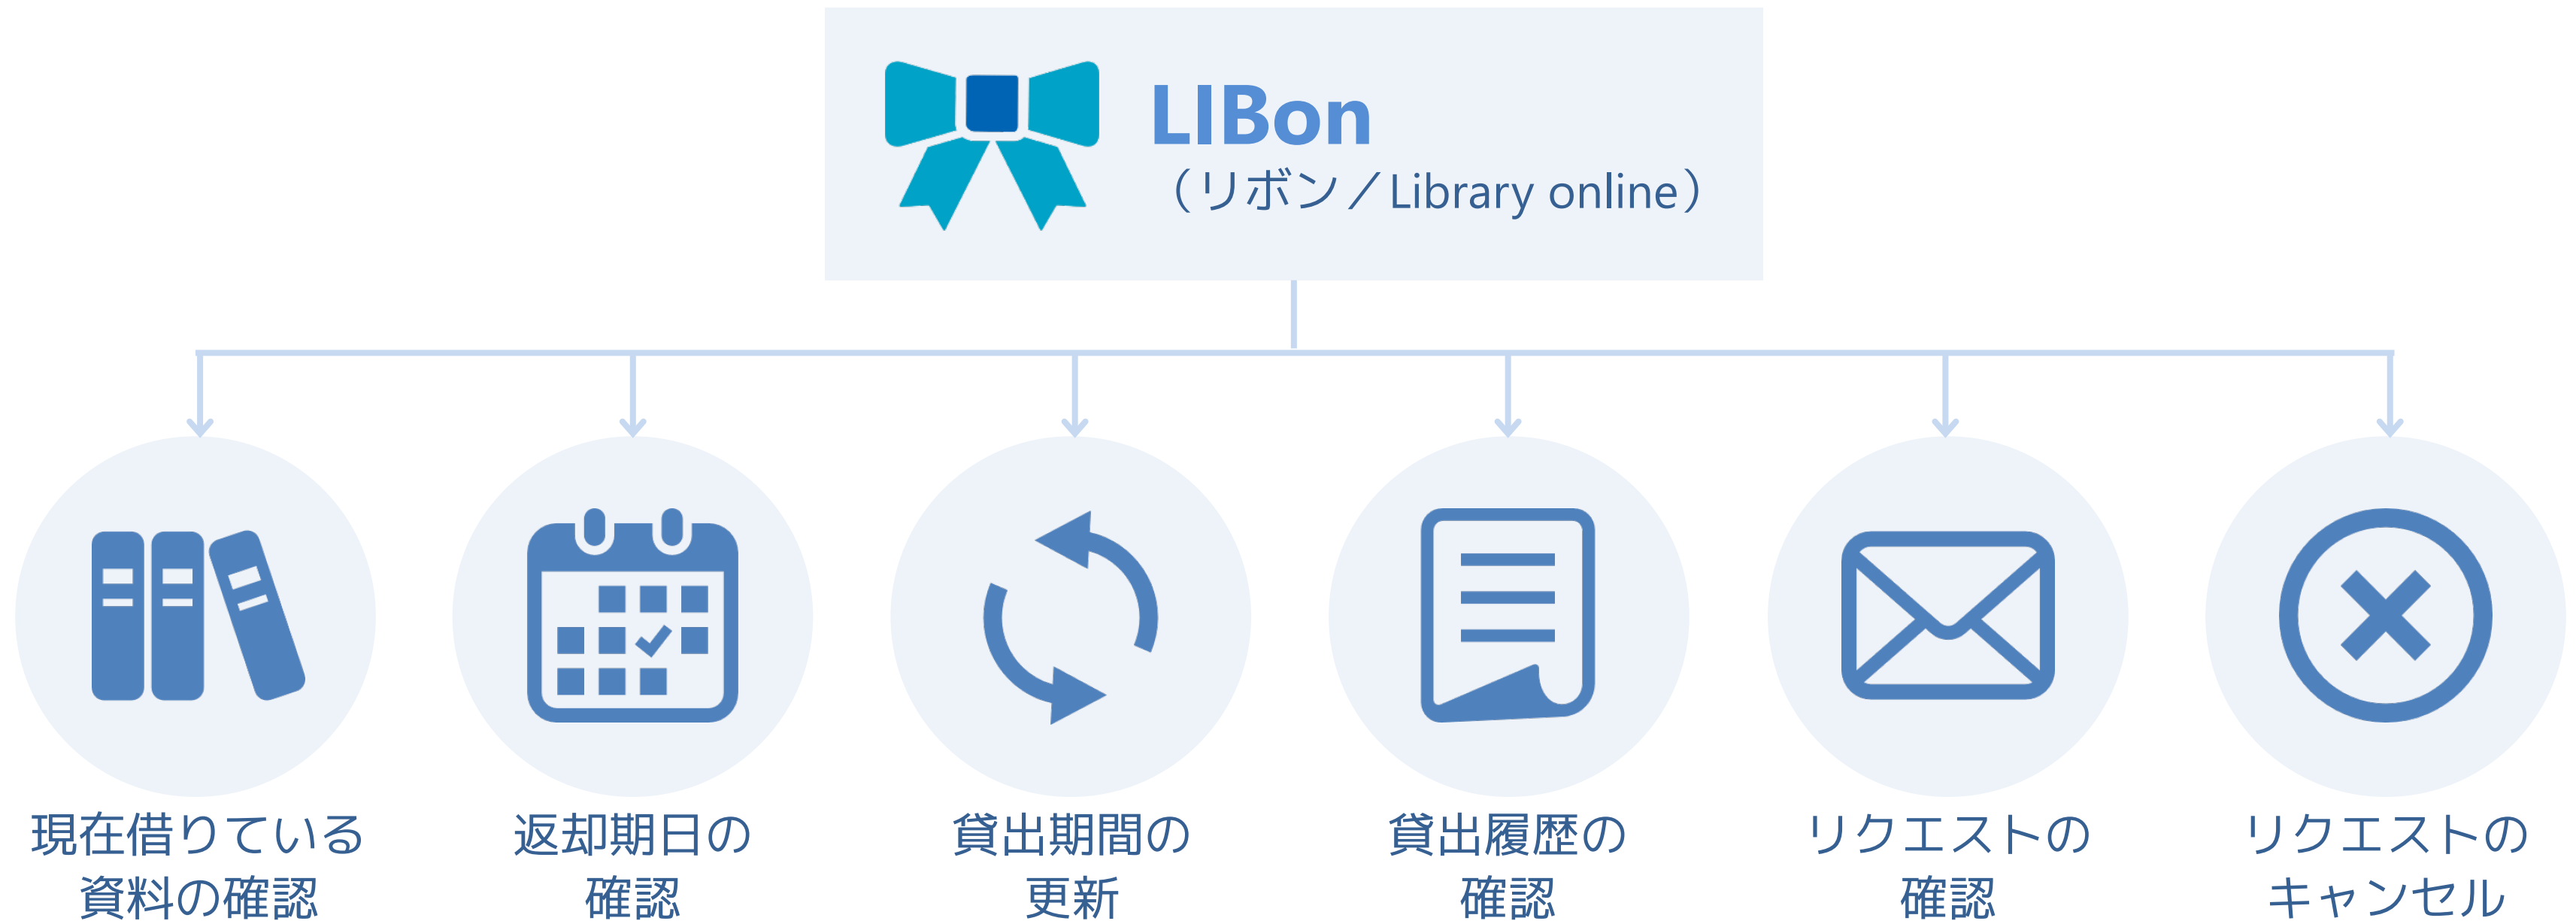 LIBon
（リボン／Library online）
現在借りている
資料の確認
返却期日の
確認
貸出期間の
更新
貸出履歴の
確認
リクエストの
確認
リクエストの
キャンセル